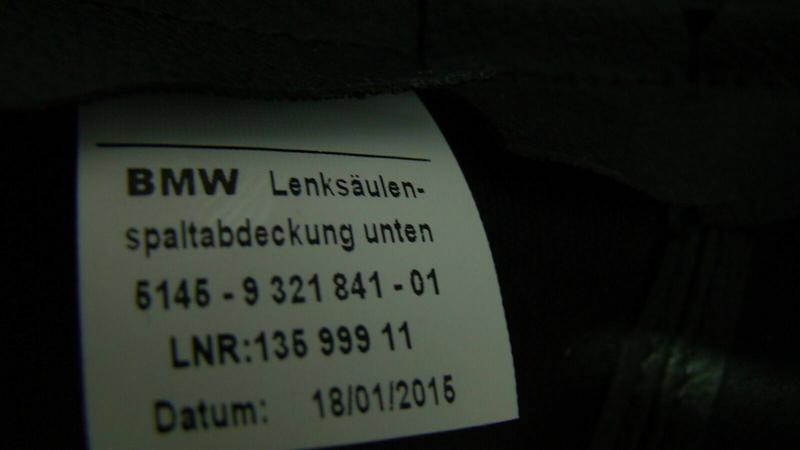 BMW Lenksäulen-
spaltabdeckung unten
5145 - 9 321 841 - 01
LNR:135 999 11
Datum: 18/01/2015